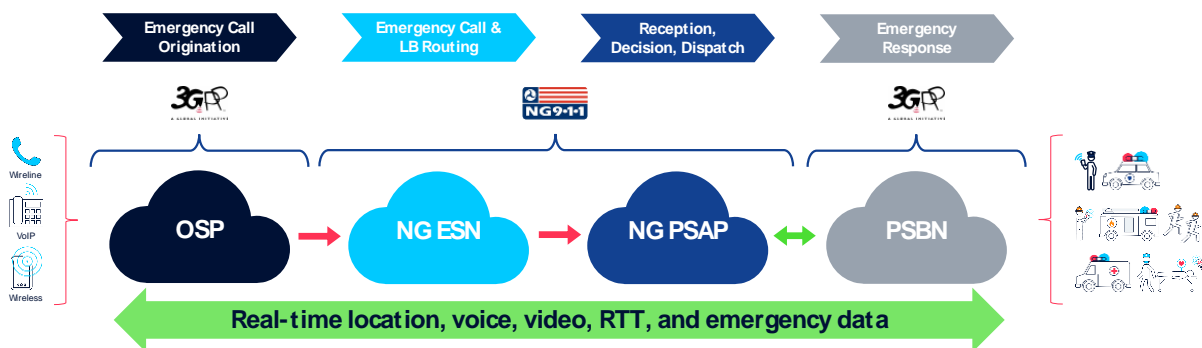 Emergency Call
Origination
Emergency Call &
LB Routing
Reception,
Decision, Dispatch
Emergency
Response
3GPP
A GLOBAL INITIATIVE
NG9-1-1
3GPP
A GLOBAL INITIATIVE
Wireline
VoIP
Wireless
OSP
NG ESN
NG PSAP
PSBN
Real-time location, voice, video, RTT, and emergency data